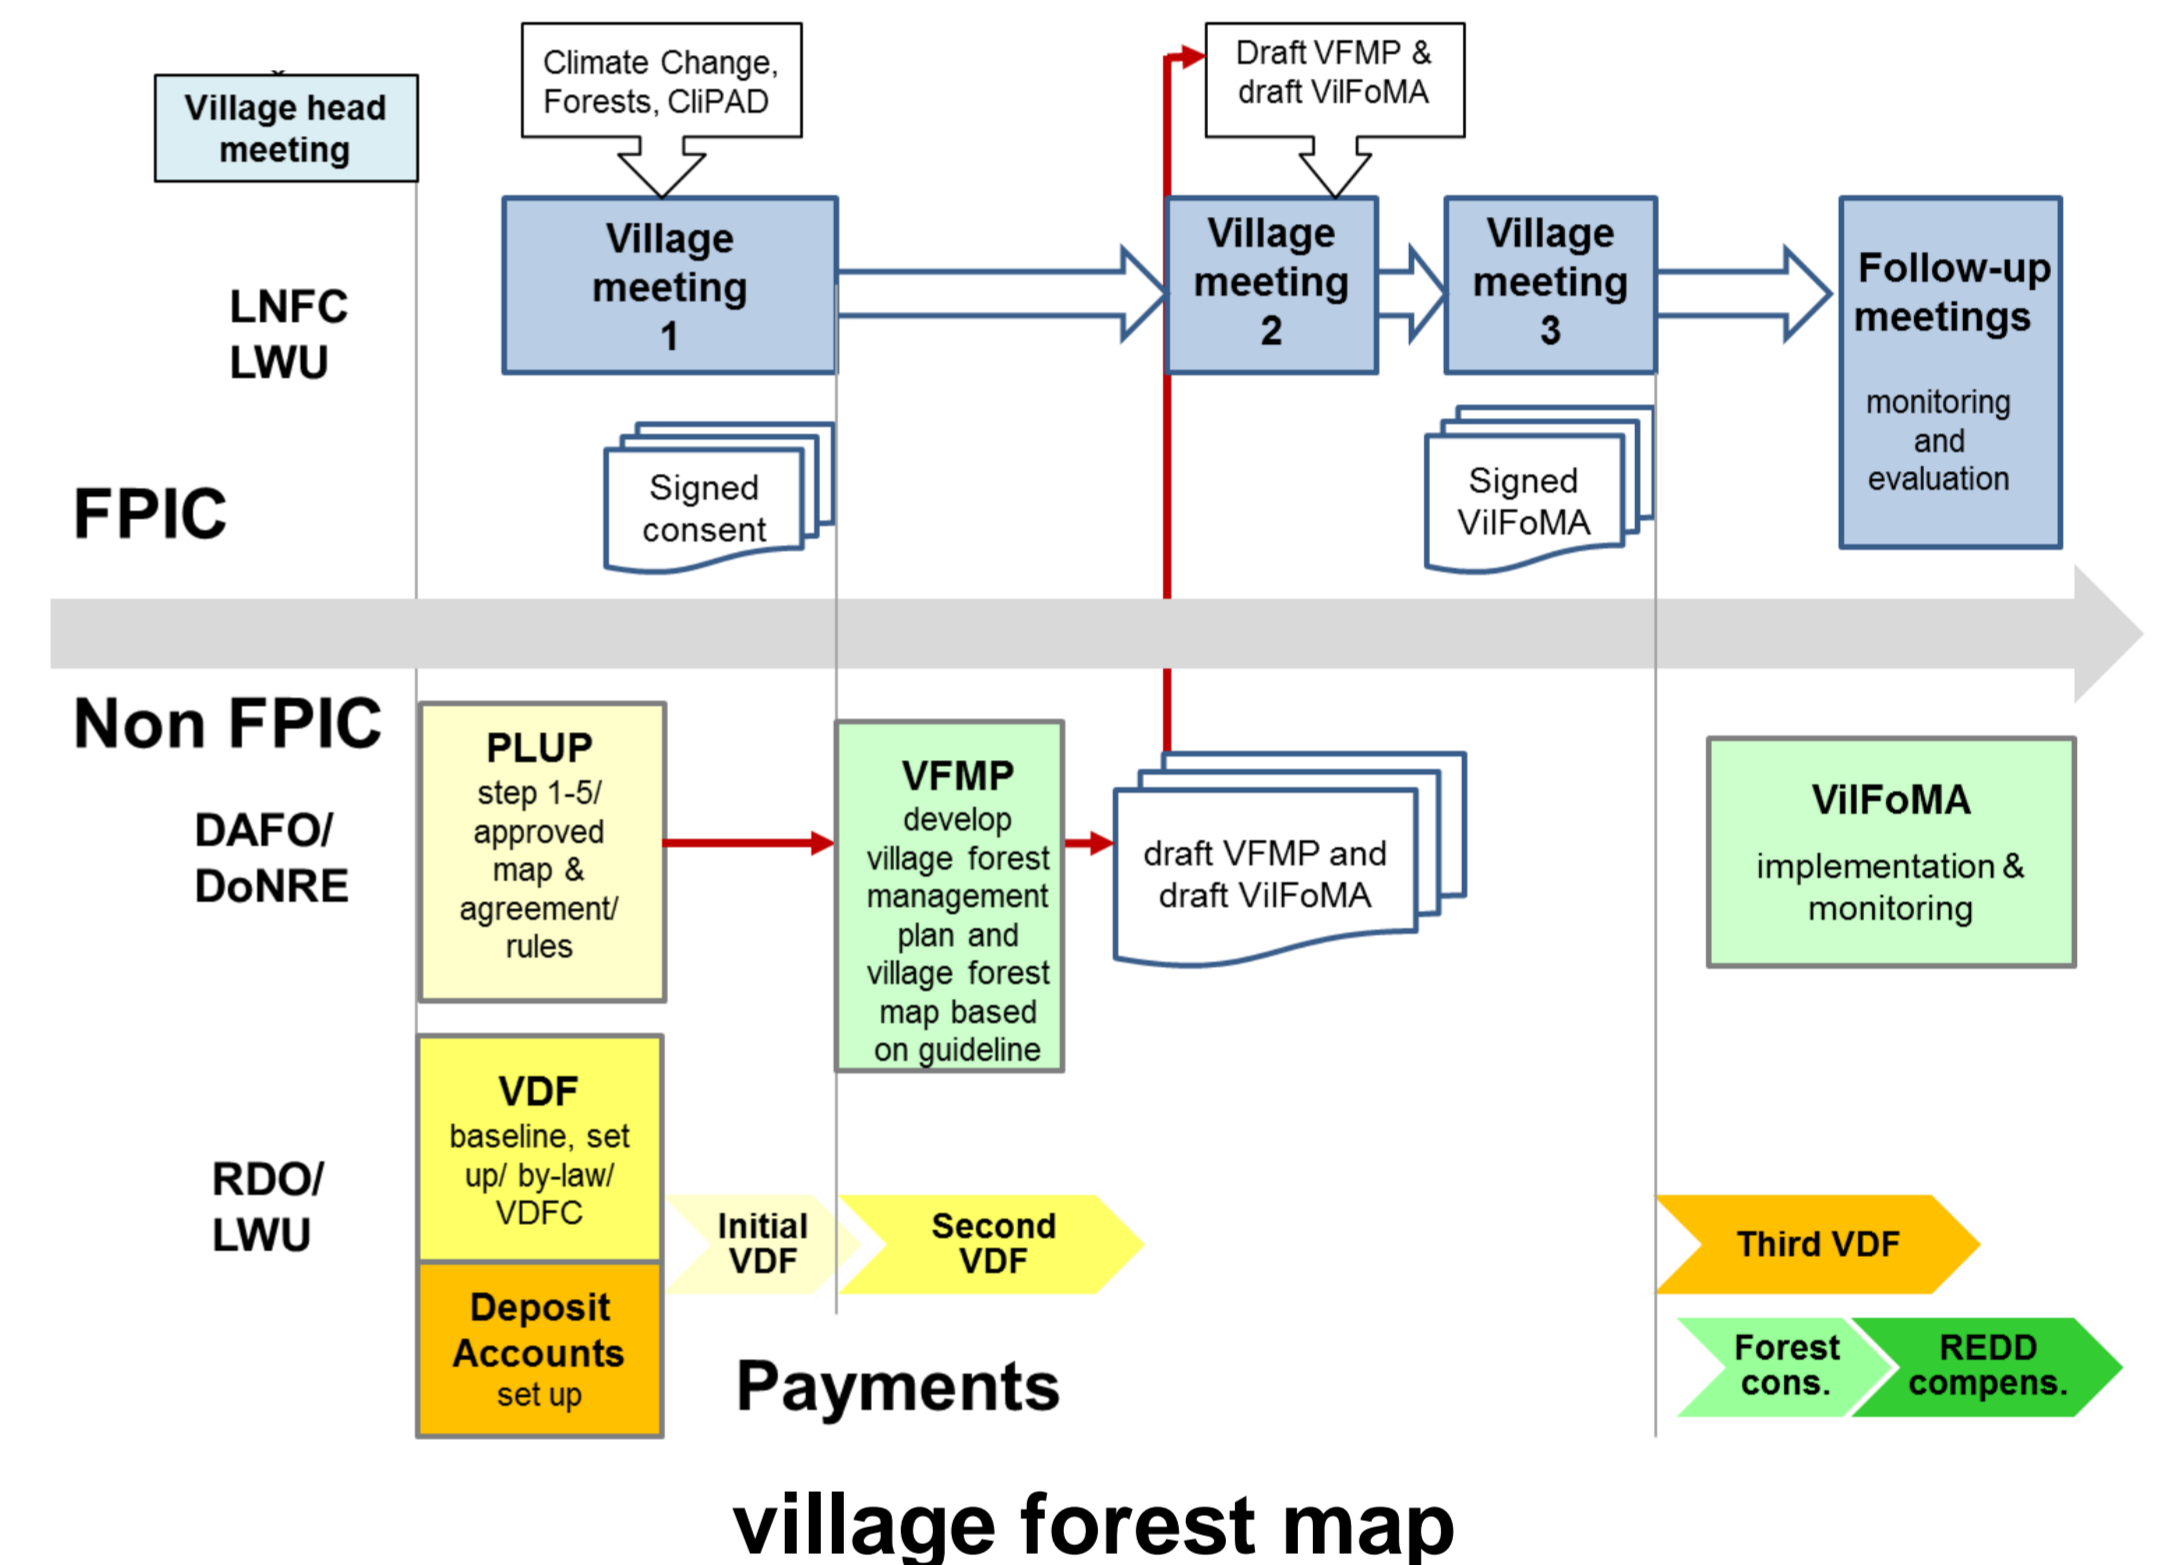 Village head
meeting
Climate Change,
Forests, CliPAD
Draft VFMP &
draft VilFoMA
LNFC
LWU
Village
meeting
1
Village
meeting
2
Village
meeting
3
Follow-up
meetings
monitoring
and
evaluation
Signed
consent
Signed
VilFoMA
FPIC
Non FPIC
DAFO/
DoNRE
PLUP
step 1-5/
approved
map &
agreement/
rules
VFMP
develop
village forest
management
plan and
village forest
map based
on guideline
draft VFMP and
draft VilFoMA
VilFoMA
implementation &
monitoring
RDO/
LWU
VDF
baseline, set
up/ by-law/
VDFC
Deposit
Accounts
set up
Initial
VDF
Second
VDF
Third VDF
Forest
cons.
REDD
compens.
Payments
village forest map